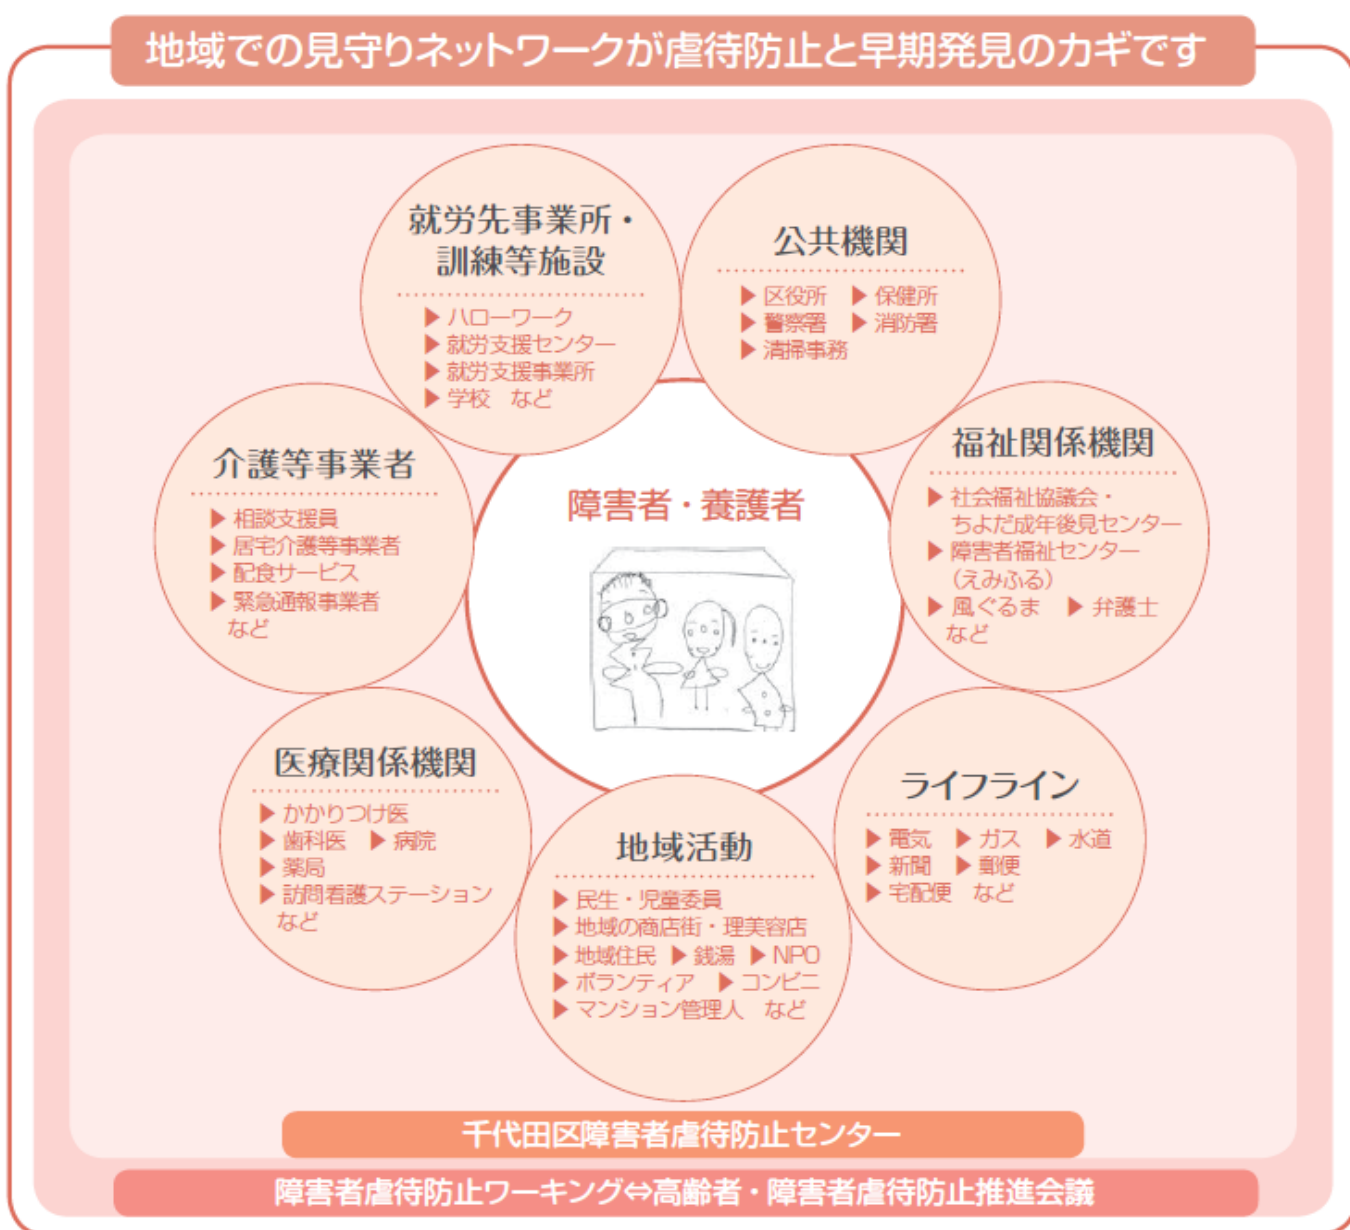 地域での見守りネットワークが虐待防止と早期発見のカギです
就労先事業所・
訓練等施設
▶ ハローワーク
▶ 就労支援センター
▶ 就労支援事業所
▶ 学校　など
公共機関
▶ 区役所　▶ 保健所
▶ 警察署　▶ 消防署
▶ 清掃事務
介護等事業者
▶ 相談支援員
▶ 居宅介護等事業者
▶ 配食サービス
▶ 緊急通報事業者
など
障害者・養護者
福祉関係機関
▶ 社会福祉協議会・
ちよだ成年後見センター
▶ 障害者福祉センター
（えみふる）
▶ 風ぐるま　▶ 弁護士
など
医療関係機関
▶ かかりつけ医
▶ 歯科医　▶ 病院
▶ 薬局
▶ 訪問看護ステーション
など
地域活動
▶ 民生・児童委員
▶ 地域の商店街・理美容店
▶ 地域住民　▶ 銭湯　▶ NPO
▶ ボランティア　▶ コンビニ
▶ マンション管理人　など
ライフライン
▶ 電気　▶ ガス　▶ 水道
▶ 新聞　▶ 郵便
▶ 宅配便　など
千代田区障害者虐待防止センター
障害者虐待防止ワーキング⇔高齢者・障害者虐待防止推進会議